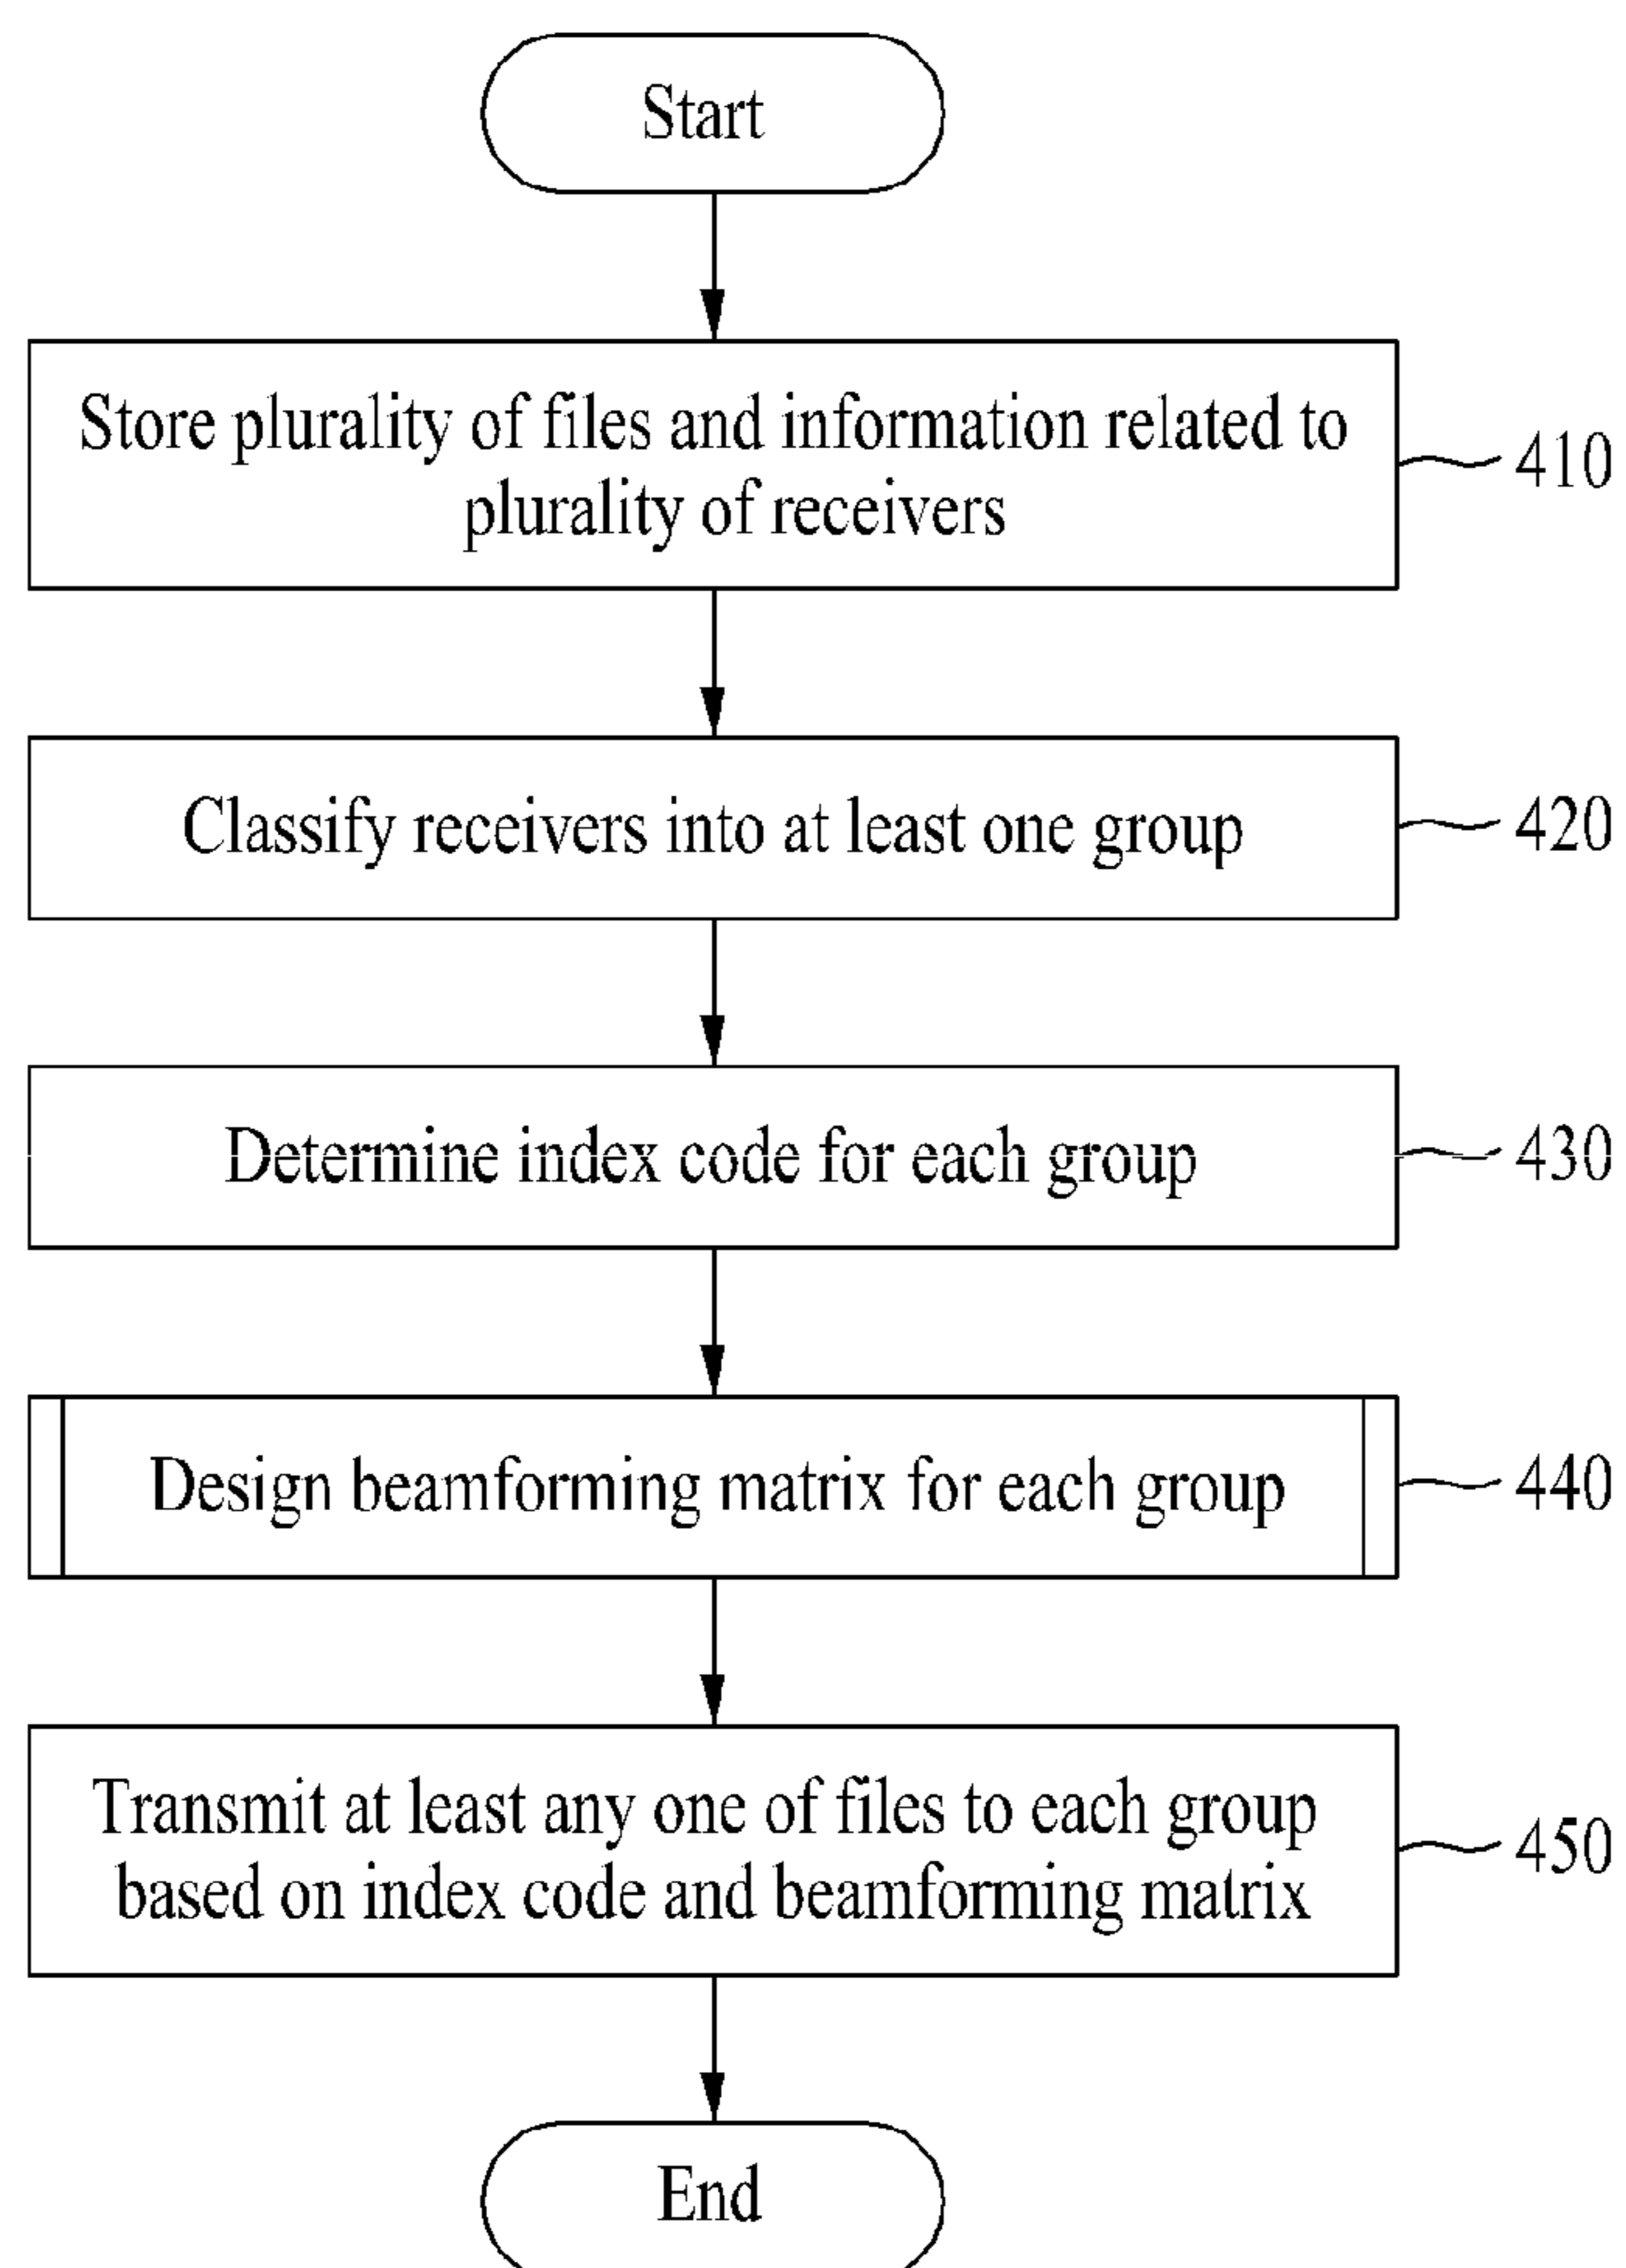 Start
Store plurality of files and information related to
plurality of receivers
410
Classify receivers into at least one group
420
Determine index code for each group
430
Design beamforming matrix for each group
440
Transmit at least any one of files to each group
based on index code and beamforming matrix
450
End